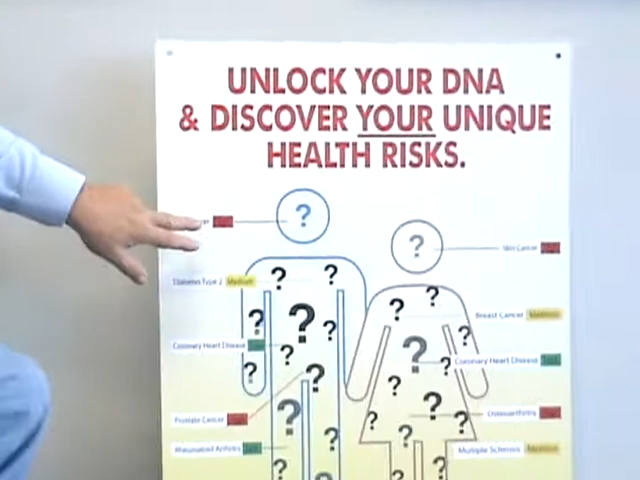 UNLOCK YOUR DNA
& DISCOVER YOUR UNIQUE
HEALTH RISKS.
?
?
Skin Cancer
Diabetes Type 2 Medium
Breast Cancer Medium
Coronary Heart Disease
Coronary Heart Disease
Prostate Cancer
Osteoarthritis
Rheumatoid Arthritis
Multiple Sclerosis Medium